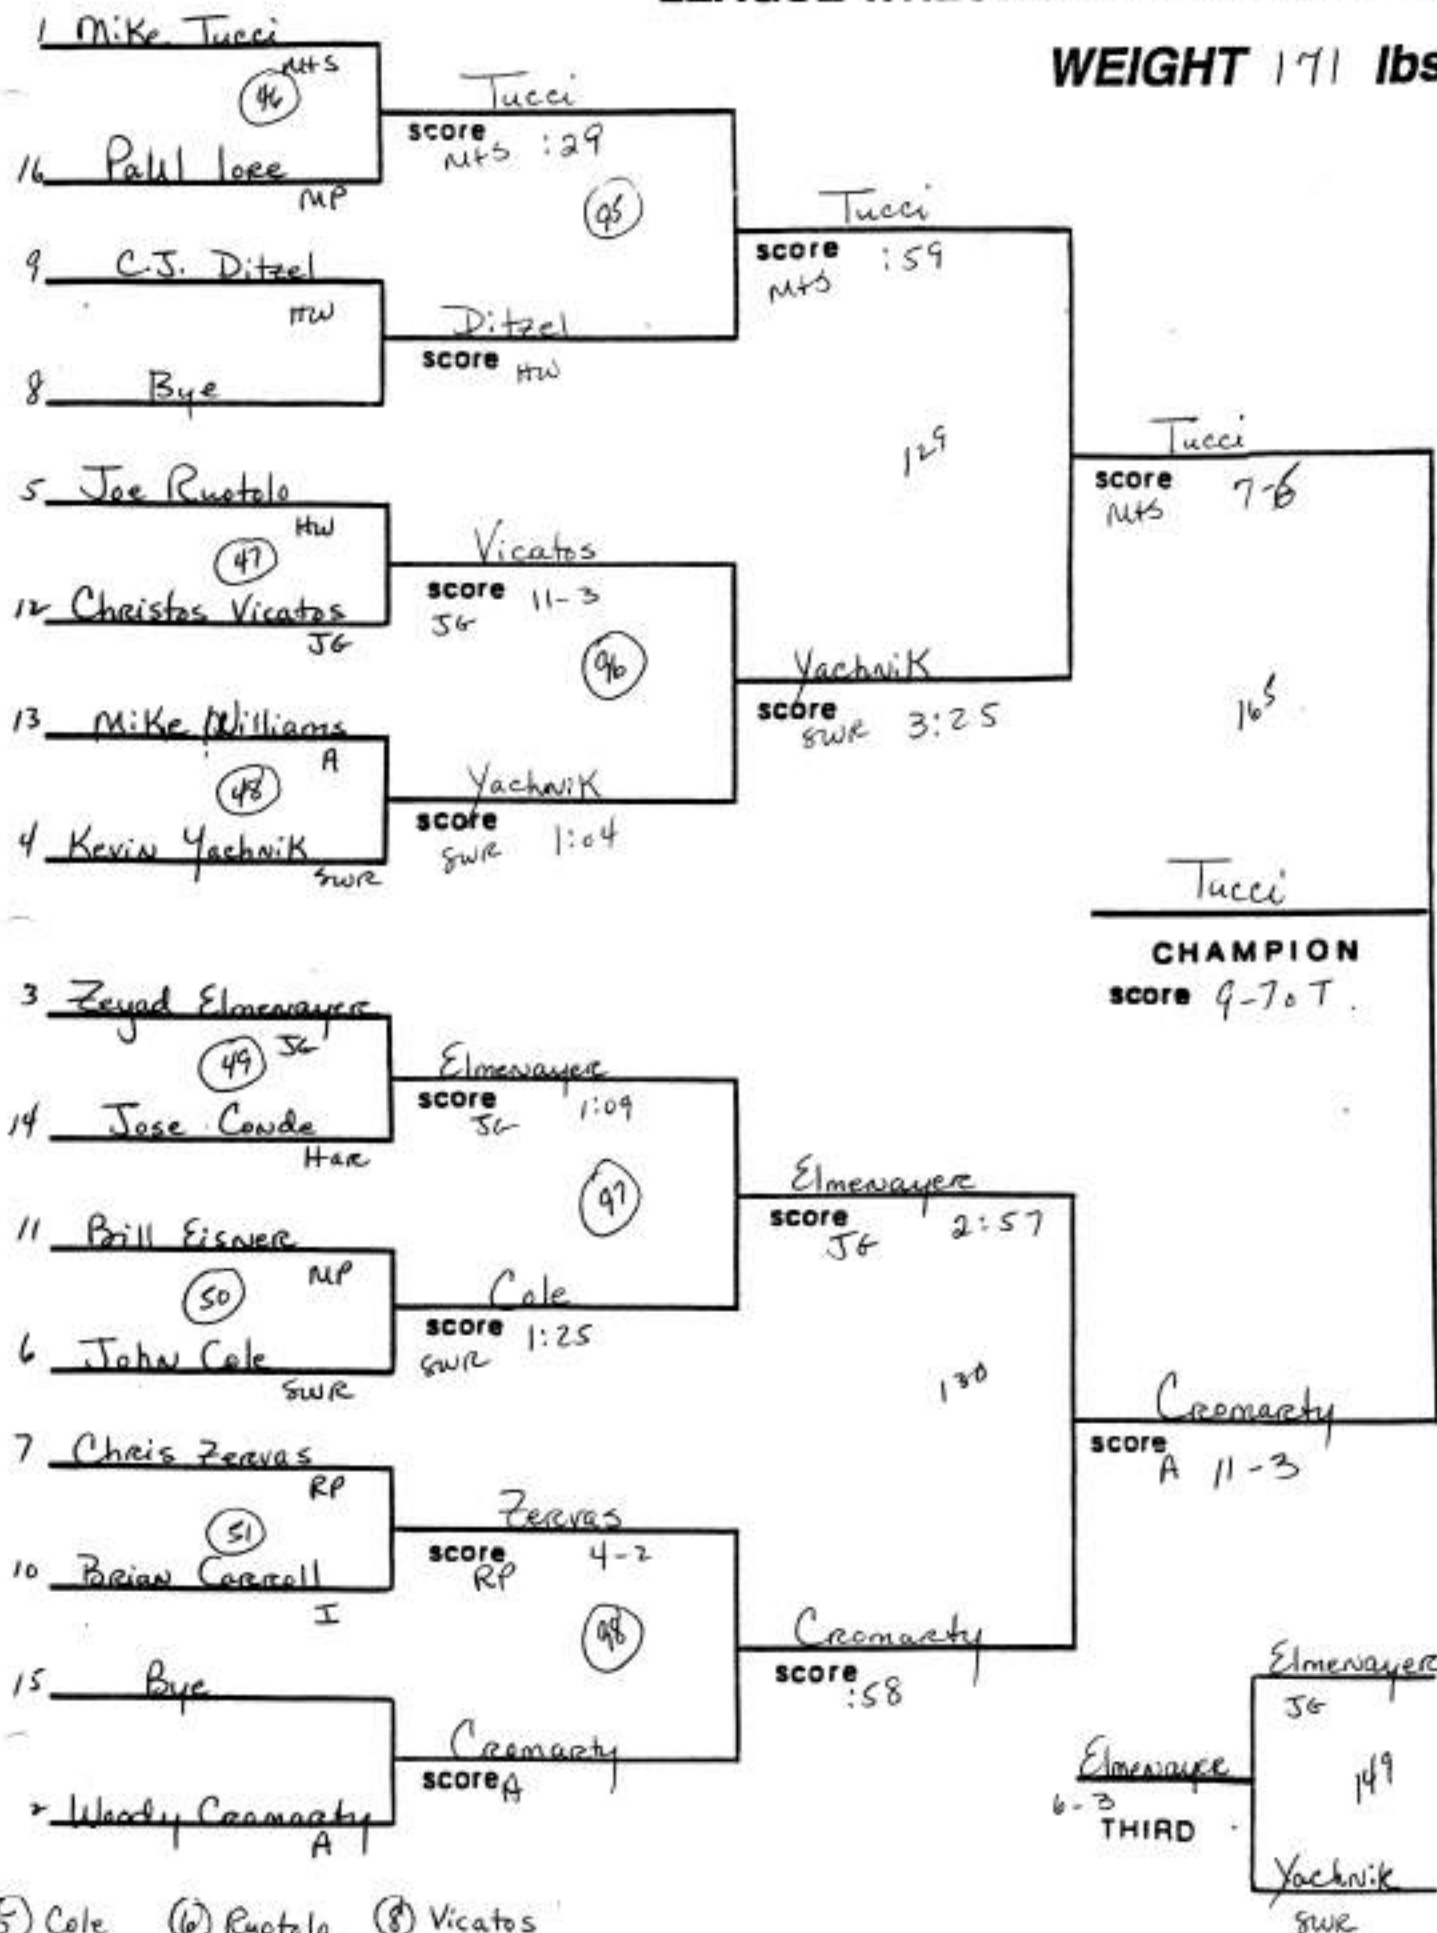 WEIGHT 171 lbs
1 Mike Tucci
MHS
46
16 Paul Iore
MP
Tucci
score :29
MHS
95
9 C.J. Ditzel
HW
8 Bye
Ditzel
score HW
Tucci
score :59
MHS
5 Joe Ruotolo
HW
47
12 Christos Vicatos
JG
Vicatos
score 11-3
JG
96
13 Mike Williams
A
48
4 Kevin Yachnik
SWR
Yachnik
score 1:04
SWR
Yachnik
score 3:25
SWR
129
Tucci
score 7-6
MHS
165
Tucci
CHAMPION
score 9-7 OT.
3 Zeyad Elmenayer
JG
49
14 Jose Conde
Har
Elmenayer
score 1:09
JG
97
11 Bill Eisner
MP
50
6 John Cole
SWR
Cole
score 1:25
SWR
Elmenayer
score 2:57
JG
130
7 Chris Zervas
RP
51
10 Brian Carroll
I
Zervas
score 4-2
RP
98
15 Bye
2 Woody Cromarty
A
Cromarty
score A
Cromarty
score :58
Cromarty
score 11-3
A
Elmenayer
JG
149
Elmenayer
6-3
THIRD
Yachnik
SWR
5) Cole (6) Ruotolo (8) Vicatos